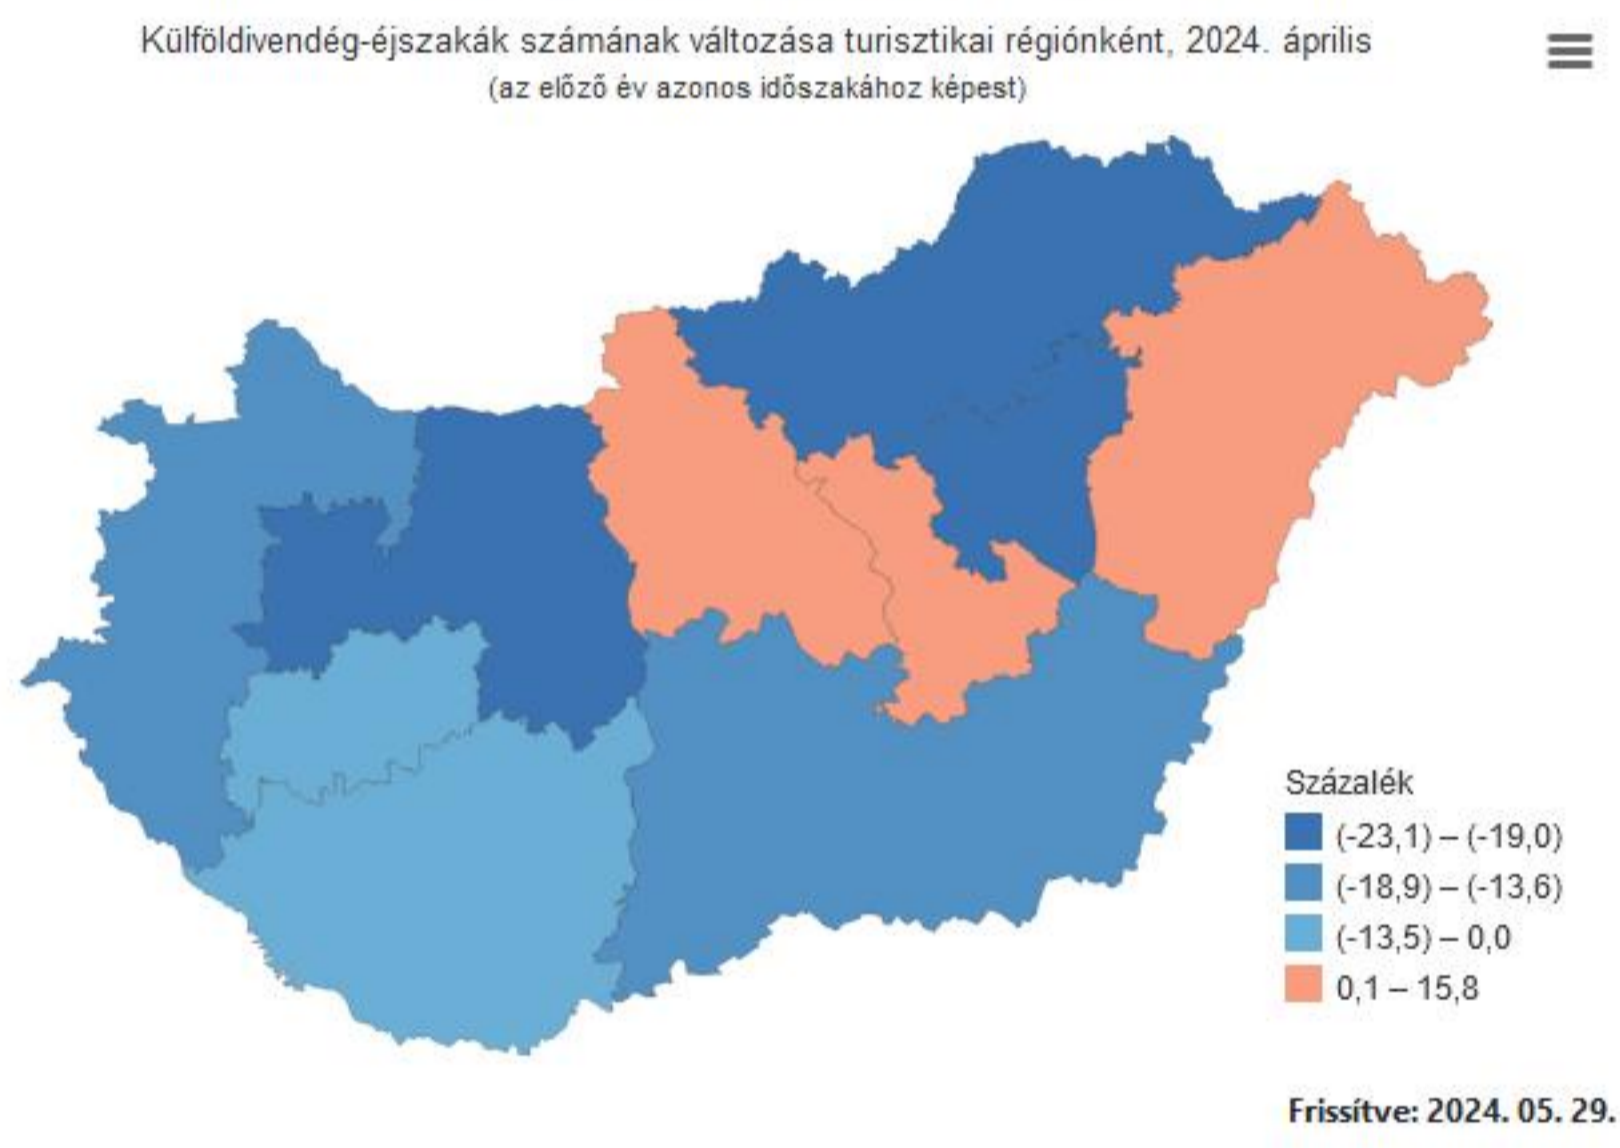 Külföldivendég-éjszakák számának változása turisztikai régiónként, 2024. április
(az előző év azonos időszakához képest)
Százalék
(-23,1) – (-19,0)
(-18,9) – (-13,6)
(-13,5) – 0,0
0,1 – 15,8
Frissítve: 2024. 05. 29.